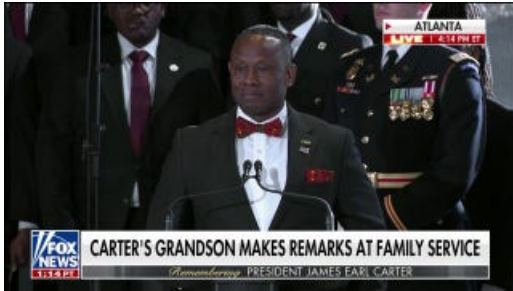 ATLANTA
LIVE 4:14 PM ET
CARTER'S GRANDSON MAKES REMARKS AT FAMILY SERVICE
FOX
NEWS
1:14 PT
Remembering PRESIDENT JAMES EARL CARTER